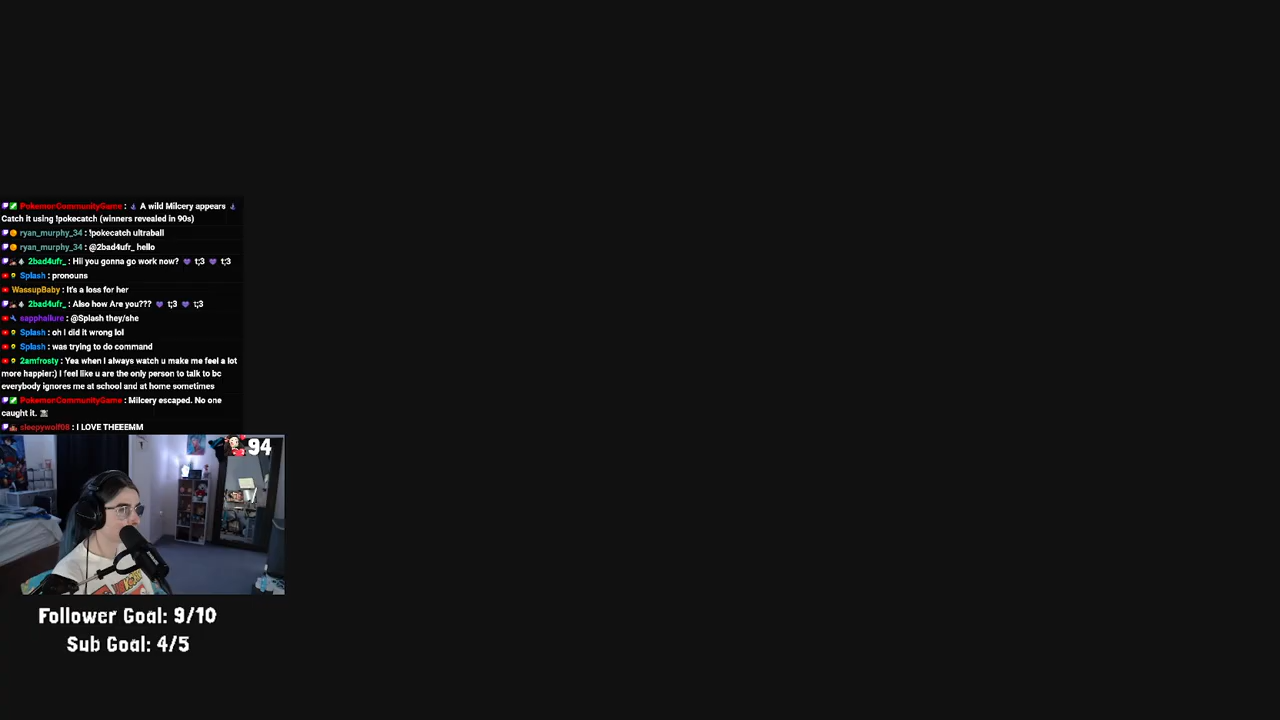 PokemonCommunityGame : A wild Milcery appears
Catch it using !pokecatch (winners revealed in 90s)
ryan_murphy_34 : !pokecatch ultraball
ryan_murphy_34 : @2bad4ufr_ hello
2bad4ufr_ : Hii you gonna go work now? 💜 t;3 💜 t;3
Splash : pronouns
WassupBaby : It's a loss for her
2bad4ufr_ : Also how Are you??? 💜 t;3 💜 t;3
sapphallure : @Splash they/she
Splash : oh I did it wrong lol
Splash : was trying to do command
2amfrosty : Yea when I always watch u make me feel a lot
more happier:) I feel like u are the only person to talk to bc
everybody ignores me at school and at home sometimes
PokemonCommunityGame : Milcery escaped. No one
caught it.
sleepywolf08 : I LOVE THEEEMM
94
Follower Goal: 9/10
Sub Goal: 4/5